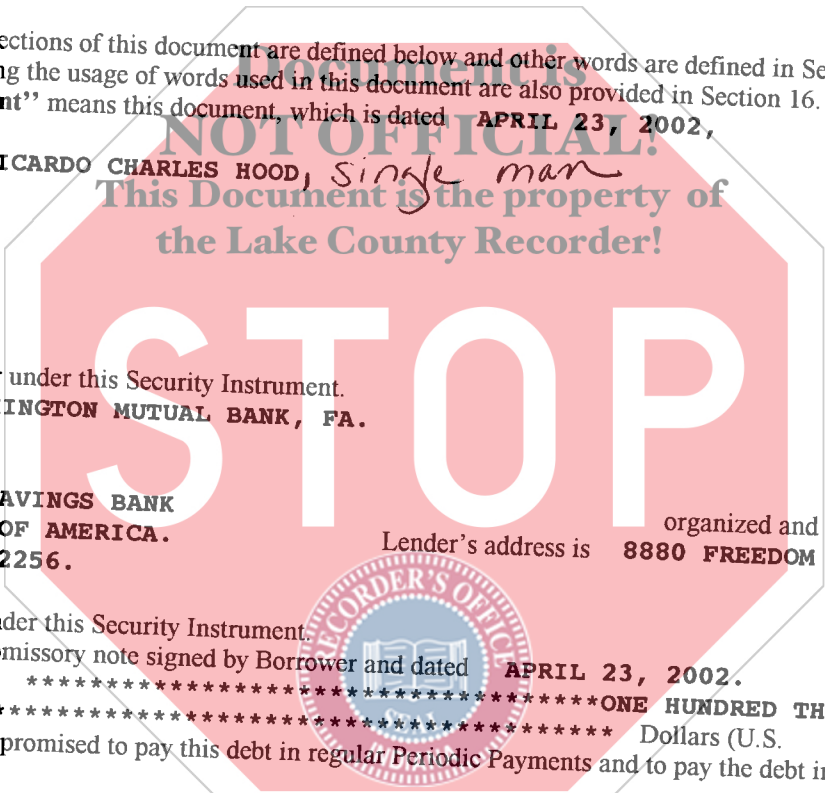 ections of this document are defined below and other words are defined in Se
ng the usage of words used in this document are also provided in Section 16.
Document is
nt” means this document, which is dated APRIL 23, 2002,
NOT OFFICIAL!
ICARDO CHARLES HOOD, single man
This Document is the property of
the Lake County Recorder!
STOP
under this Security Instrument.
INGTON MUTUAL BANK, FA.
AVINGS BANK
organized and
OF AMERICA.
Lender's address is 8880 FREEDOM
2256.
RECORDER'S OFFICE
der this Security Instrument.
missory note signed by Borrower and dated APRIL 23, 2002.
************************************ONE HUNDRED TH
************************************** Dollars (U.S.
promised to pay this debt in regular Periodic Payments and to pay the debt in
INDIANA